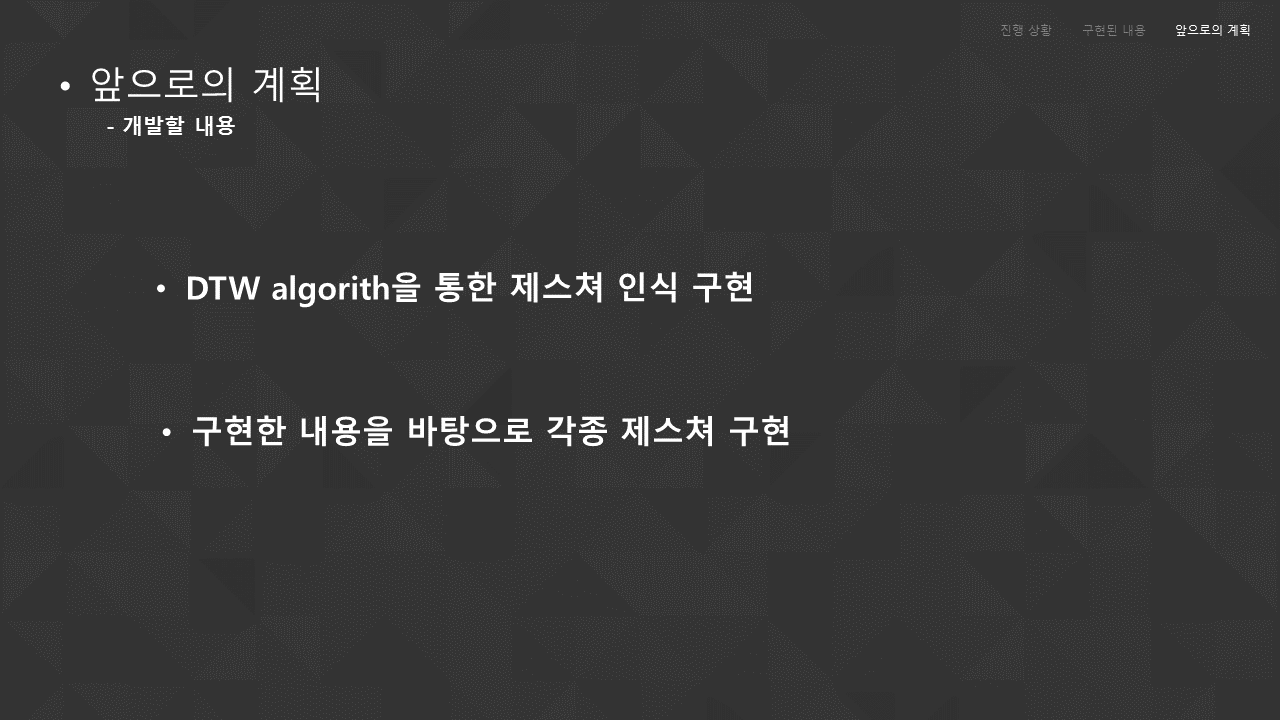 진행 상황 구현된 내용 앞으로의 계획
• 앞으로의 계획
- 개발할 내용
• DTW algorith을 통한 제스쳐 인식 구현
• 구현한 내용을 바탕으로 각종 제스쳐 구현